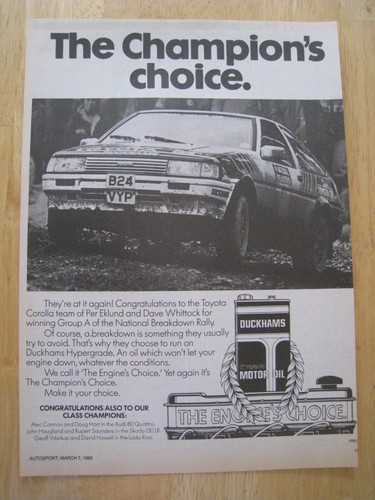 The Champion's
choice.
B24
VYP
They're at it again! Congratulations to the Toyota
Corolla team of Per Eklund and Dave Whittock for
winning Group A of the National Breakdown Rally.
Of course, a breakdown is something they usually
try to avoid. That's why they choose to run on
Duckhams Hypergrade. An oil which won't let your
engine down, whatever the conditions.
We call it 'The Engine's Choice.' Yet again it's
The Champion's Choice.
Make it your choice.
CONGRATULATIONS ALSO TO OUR
CLASS CHAMPIONS:
Alec Cannon and Doug Hart in the Audi 80 Quattro,
John Haugland and Rupert Saunders in the Skoda 130 LR
Geoff Wartup and David Howell in the Lada Riva.
DUCKHAMS
MOTOR OIL
THE ENGINE'S CHOICE.
AUTOSPORT, MARCH 7, 1985